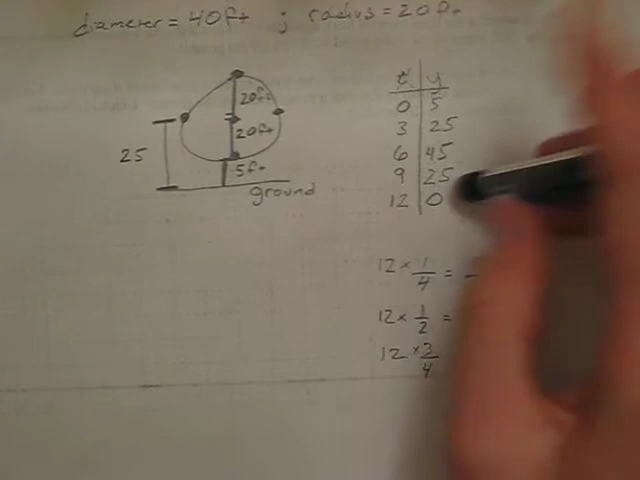 diameter = 40ft ; radius = 20ft
20ft
20ft
25
5ft
ground
t y
0 5
3 25
6 45
9 25
12 0
12 × 1/4 =
12 × 1/2 =
12 × 3/4